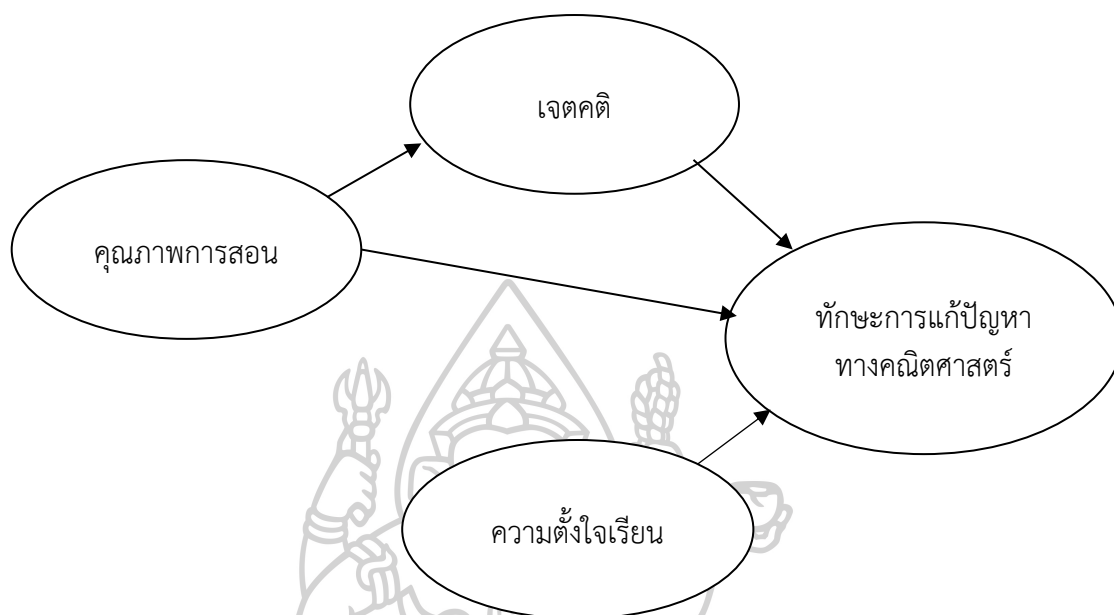 เจตคติ
คุณภาพการสอน
ทักษะการแก้ปัญหา
ทางคณิตศาสตร์
ความตั้งใจเรียน